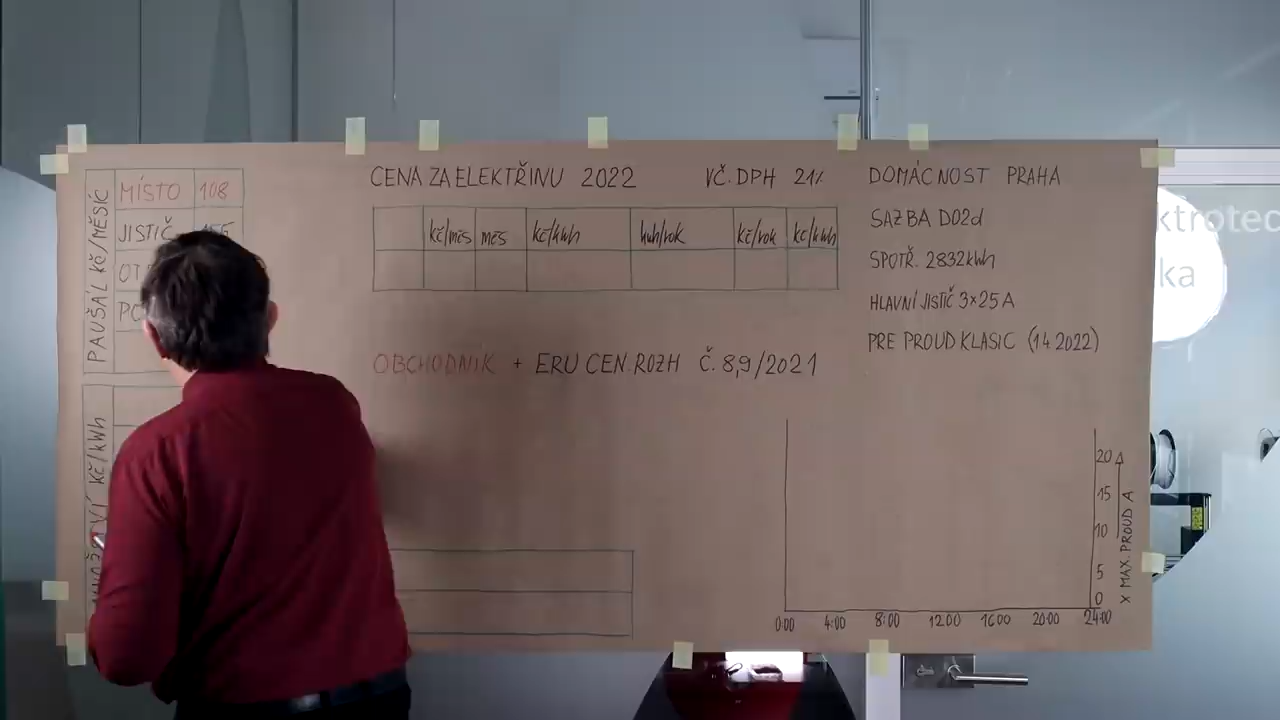 PAUŠÁL Kč/MĚSÍC
MÍSTO 108
JISTIČ
CENA ZA ELEKTŘINU 2022 VČ. DPH 21%
kč/měs měs kč/kwh kwh/rok kč/rok kč/kwh
OBCHODNÍK + ERU CEN.ROZH Č. 8,9/2021
DOMÁCNOST PRAHA
SAZBA D02d
SPOTŘ. 2832kWh
HLAVNÍ JISTIČ 3×25A
PRE PROUD KLASIC (1 4 2022)
Kč/kWh
20
15
10
5
0
X MAX. PROUD A
0:00 4:00 8:00 12:00 16:00 20:00 24:00
ktrotec
ka